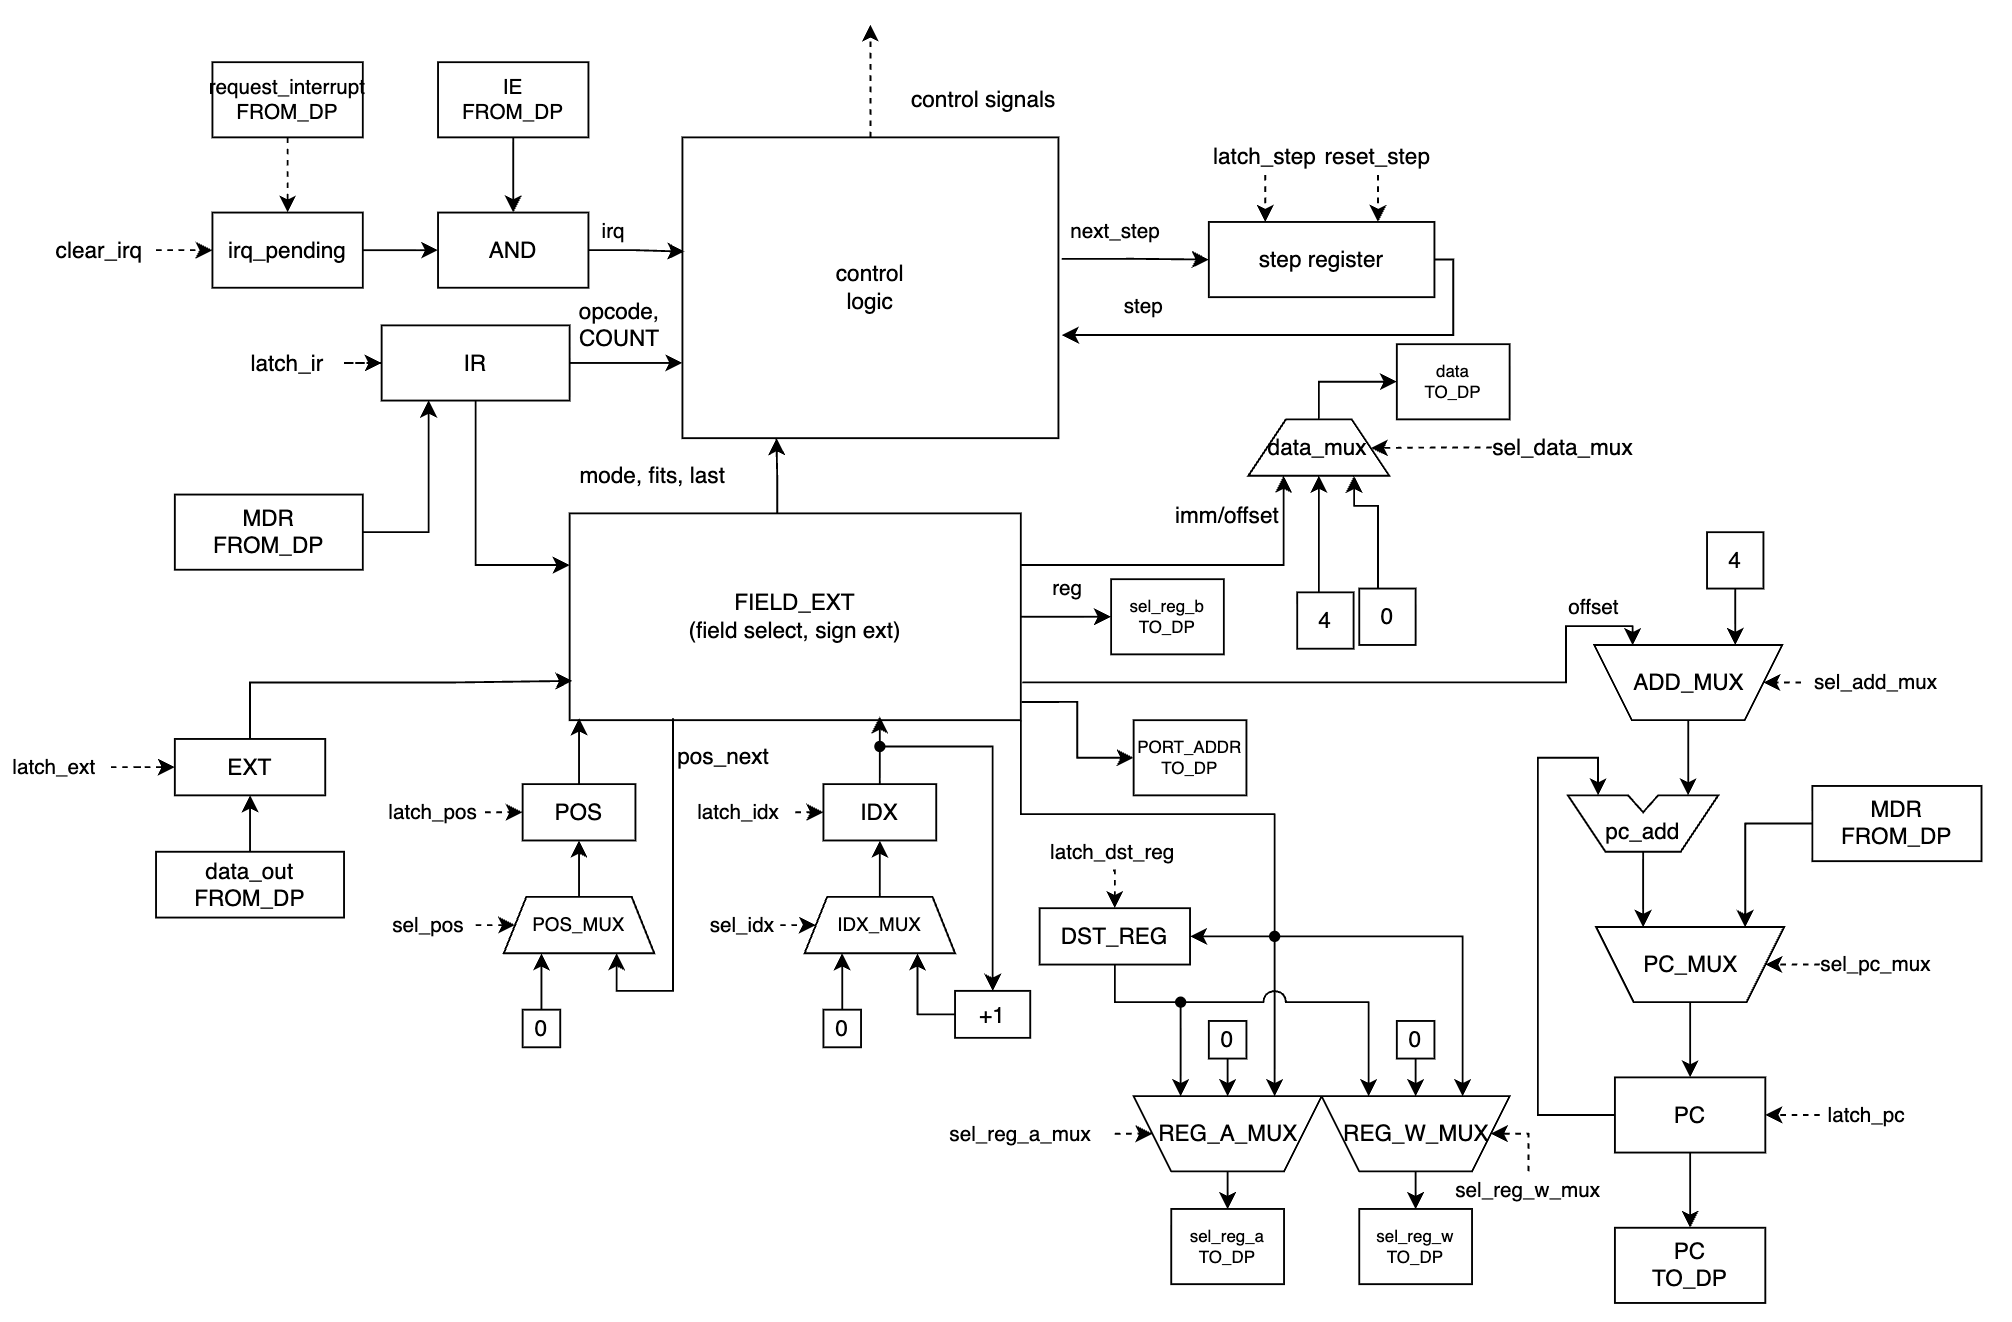 control signals
request_interrupt
FROM_DP
IE
FROM_DP
latch_step
reset_step
clear_irq
irq_pending
AND
irq
control
logic
next_step
step register
step
opcode,
COUNT
latch_ir
IR
data
TO_DP
data_mux
sel_data_mux
mode, fits, last
MDR
FROM_DP
imm/offset
4
0
4
FIELD_EXT
(field select, sign ext)
reg
sel_reg_b
TO_DP
offset
ADD_MUX
sel_add_mux
latch_ext
EXT
pos_next
PORT_ADDR
TO_DP
data_out
FROM_DP
latch_pos
POS
latch_idx
IDX
pc_add
MDR
FROM_DP
latch_dst_reg
sel_pos
POS_MUX
sel_idx
IDX_MUX
DST_REG
PC_MUX
sel_pc_mux
0
0
+1
0
0
sel_reg_a_mux
REG_A_MUX
REG_W_MUX
sel_reg_w_mux
PC
latch_pc
sel_reg_a
TO_DP
sel_reg_w
TO_DP
PC
TO_DP